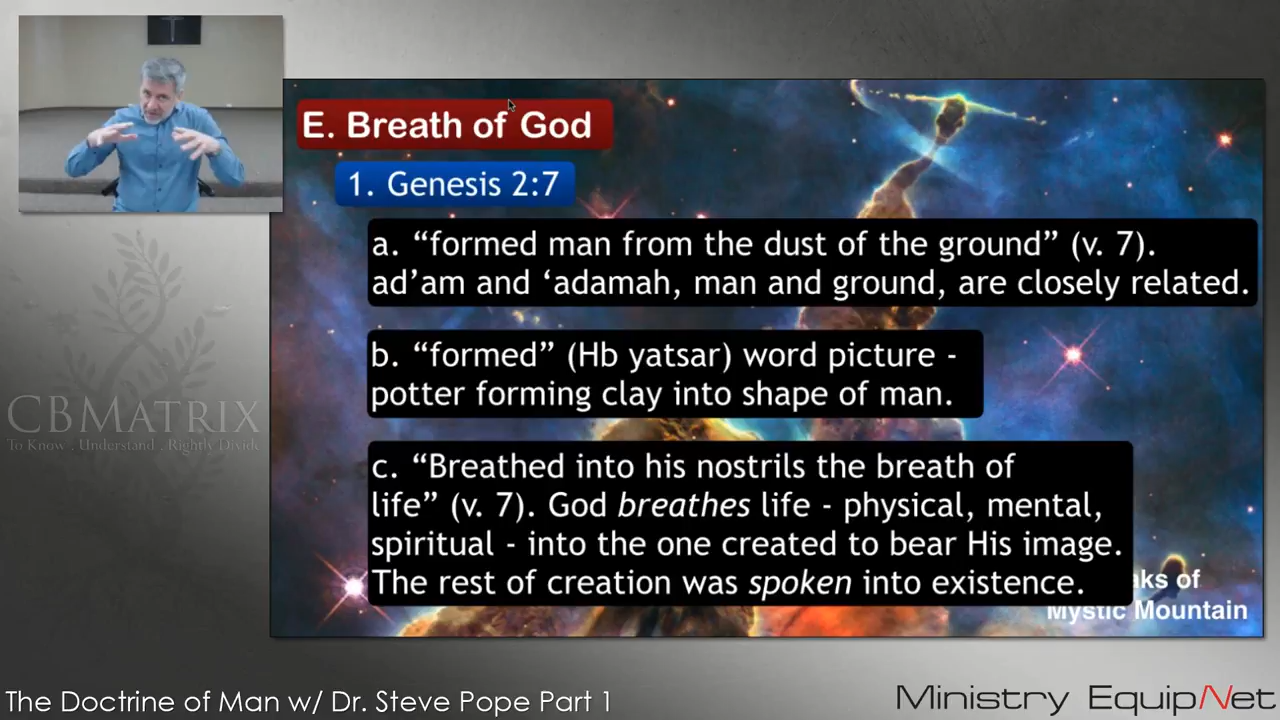 E. Breath of God
1. Genesis 2:7
a. “formed man from the dust of the ground” (v. 7).
ad’am and ‘adamah, man and ground, are closely related.
b. “formed” (Hb yatsar) word picture -
potter forming clay into shape of man.
c. “Breathed into his nostrils the breath of
life” (v. 7). God breathes life - physical, mental,
spiritual - into the one created to bear His image.
The rest of creation was spoken into existence.
aks of
Mystic Mountain
CBMATRIX
To Know . Understand . Rightly Divide
The Doctrine of Man w/ Dr. Steve Pope Part 1
Ministry EquipNet